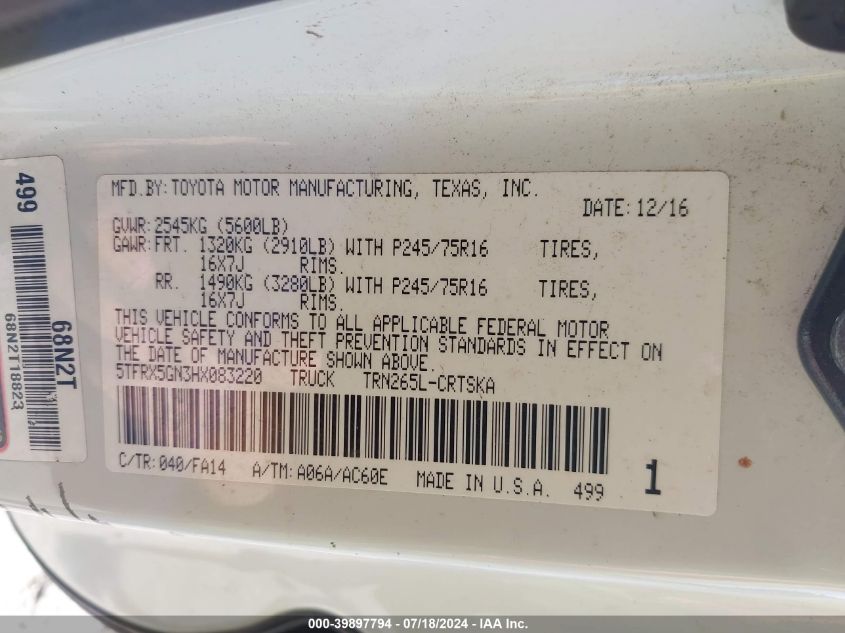 MFD.BY: TOYOTA MOTOR MANUFACTURING, TEXAS, INC.
DATE: 12/16
GVWR: 2545KG (5600LB)
GAWR: FRT. 1320KG (2910LB) WITH P245/75R16 TIRES,
16X7J RIMS.
RR. 1490KG (3280LB) WITH P245/75R16 TIRES,
16X7J RIMS.
THIS VEHICLE CONFORMS TO ALL APPLICABLE FEDERAL MOTOR
VEHICLE SAFETY AND THEFT PREVENTION STANDARDS IN EFFECT ON
THE DATE OF MANUFACTURE SHOWN ABOVE.
5TFRX5GN3HX083220 TRUCK TRN265L-CRTSKA
C/TR: 040/FA14 A/TM: A06A/AC60E MADE IN U.S.A. 499 1
499
68N2T
68N2T18823
000-39897794 - 07/18/2024 - IAA Inc.